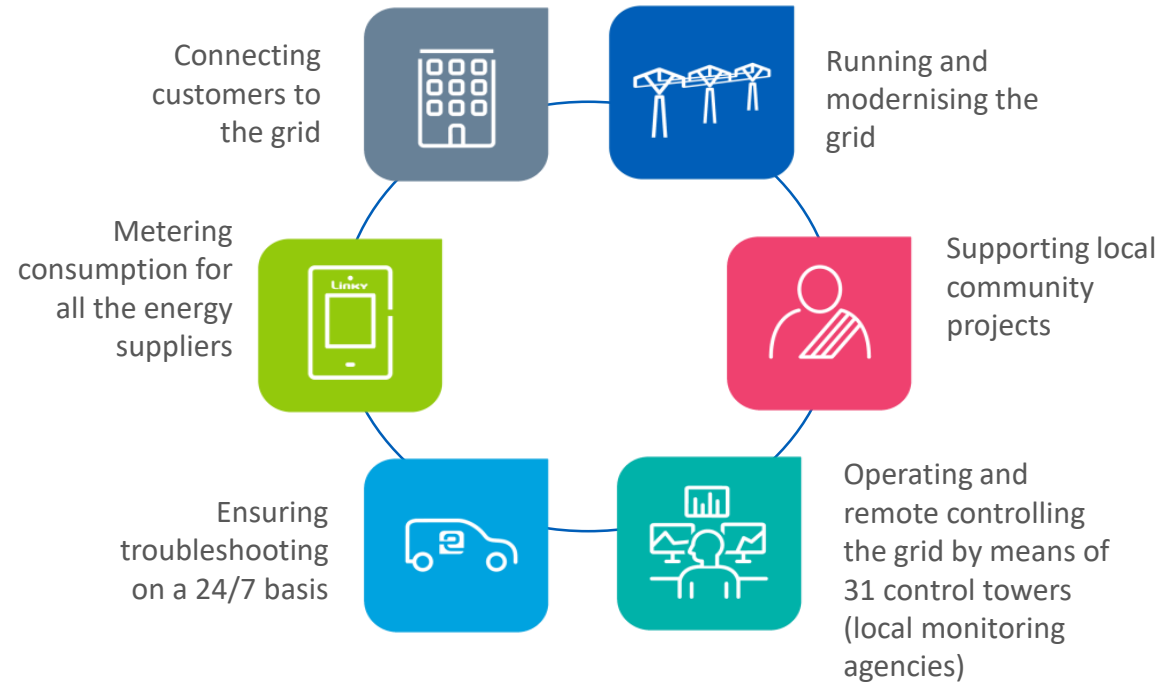 Connecting
customers to
the grid
Running and
modernising the
grid
Metering
consumption for
all the energy
suppliers
Linky
Supporting local
community
projects
Ensuring
troubleshooting
on a 24/7 basis
Operating and
remote controlling
the grid by means of
31 control towers
(local monitoring
agencies)